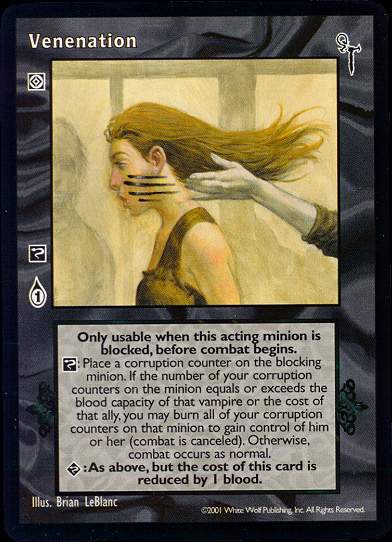 Venenation
1
Only usable when this acting minion is
blocked, before combat begins.
: Place a corruption counter on the blocking
minion. If the number of your corruption
counters on the minion equals or exceeds the
blood capacity of that vampire or the cost of
that ally, you may burn all of your corruption
counters on that minion to gain control of him
or her (combat is canceled). Otherwise,
combat occurs as normal.
:As above, but the cost of this card is
reduced by 1 blood.
Illus. Brian LeBlanc
©2001 White Wolf Publishing, Inc. All Rights Reserved.